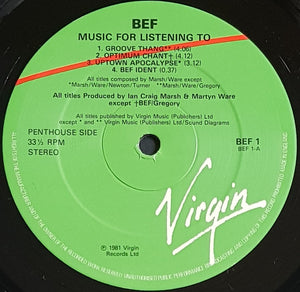 BEF
MUSIC FOR LISTENING TO
1. GROOVE THANG** (4.06)
2. OPTIMUM CHANT† (4.12)
3. UPTOWN APOCALYPSE* (3.12)
4. BEF IDENT (0.37)
All titles composed by Marsh/Ware except
*Marsh/Ware/Newton/Turner **Marsh/Ware/Gregory
All titles Produced by Ian Craig Marsh & Martyn Ware
except †BEF/Gregory
All titles published by Virgin Music (Publishers) Ltd
except * and ** Virgin Music (Publishers) Ltd/Sound Diagrams
PENTHOUSE SIDE
33⅓ RPM
STEREO
BEF 1
BEF 1-A
Virgin
℗ 1981 Virgin
Records Ltd